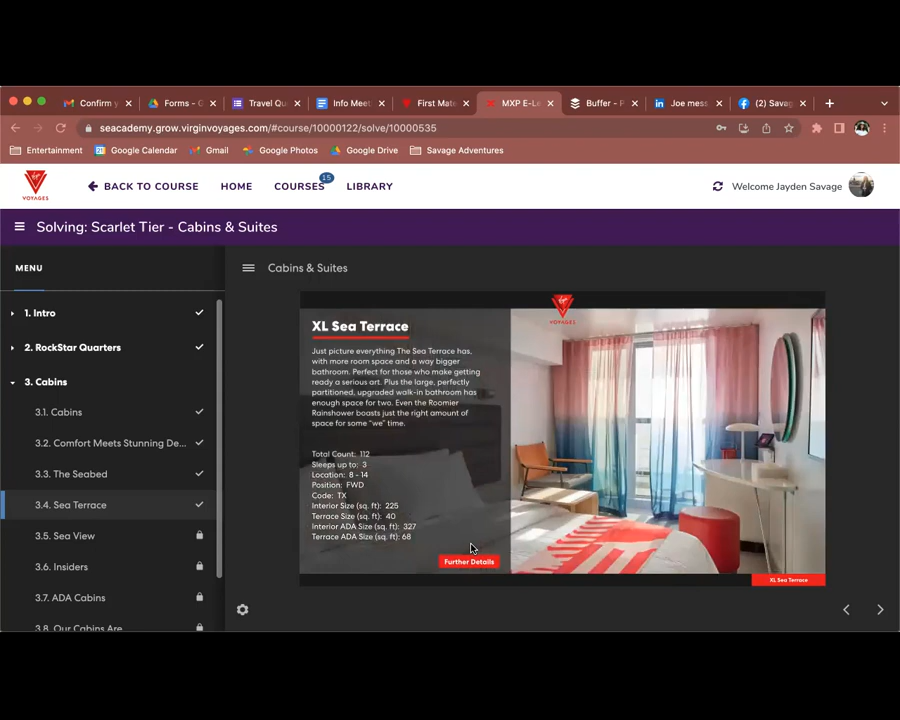 Confirm y
Forms - G
Travel Qu
Info Meet
First Mate
MXP E-Le
Buffer - P
Joe mess
(2) Savag
seacademy.grow.virginvoyages.com/#course/10000122/solve/10000535
Entertainment
Google Calendar
Gmail
Google Photos
Google Drive
Savage Adventures
VOYAGES
BACK TO COURSE
HOME
COURSES
15
LIBRARY
Welcome Jayden Savage
Solving: Scarlet Tier - Cabins & Suites
MENU
1. Intro
2. RockStar Quarters
3. Cabins
3.1. Cabins
3.2. Comfort Meets Stunning De...
3.3. The Seabed
3.4. Sea Terrace
3.5. Sea View
3.6. Insiders
3.7. ADA Cabins
3.8. Our Cabins Are
Cabins & Suites
VOYAGES
XL Sea Terrace
Just picture everything The Sea Terrace has,
with more room space and a way bigger
bathroom. Perfect for those who make getting
ready a serious art. Plus the large, perfectly
partitioned, upgraded walk-in bathroom has
enough space for two. Even the Roomier
Rainshower boasts just the right amount of
space for some “we” time.
Total Count: 112
Sleeps up to: 3
Location: 8 - 14
Position: FWD
Code: TX
Interior Size (sq. ft): 225
Terrace Size (sq. ft): 40
Interior ADA Size (sq. ft): 327
Terrace ADA Size (sq. ft): 68
Further Details
XL Sea Terrace